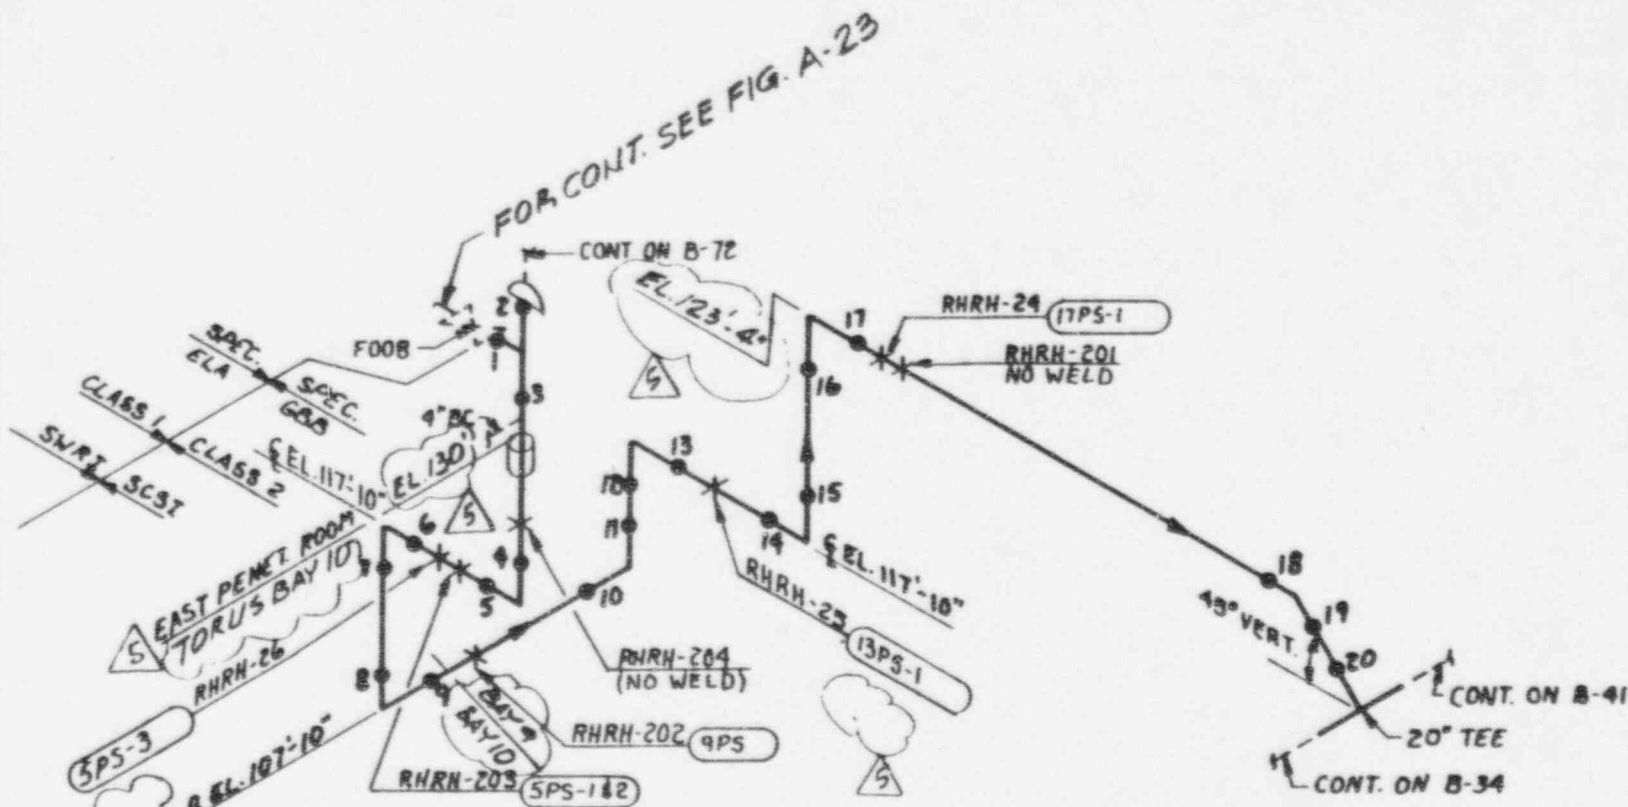 FOR CONT. SEE FIG. A-23
CONT ON B-72
2
1
F008
3
SPEC. ELA
SPEC. GBB
CLASS 1
CLASS 2
SWRI
SCSI
4" BC
EL. 130'
℄ EL. 117'-10"
5
EAST PENET. ROOM
TORUS BAY 10
5
6
7
8
5
4
RHRH-26
5PS-3
EL. 107'-10"
RHRH-203
5PS-1&2
9
BAY 9
BAY 10
RHRH-202
9PS
RHRH-204
(NO WELD)
10
11
13
14
RHRH-25
13PS-1
5
℄ EL. 117'-10"
15
16
EL. 123'-4"
5
17
RHRH-24
17PS-1
RHRH-201
NO WELD
18
19
45° VERT.
20
CONT. ON B-41
20" TEE
CONT. ON B-34